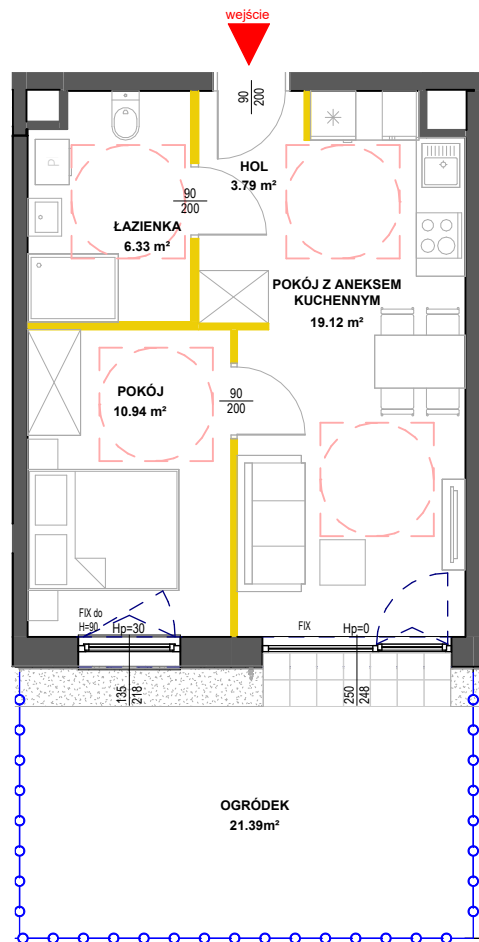 wejście
90
200
HOL
3.79 m²
90
200
ŁAZIENKA
6.33 m²
P
POKÓJ Z ANEKSEM
KUCHENNYM
19.12 m²
POKÓJ
10.94 m²
90
200
FIX do
H=90
Hp=30
FIX
Hp=0
135
218
250
248
OGRÓDEK
21.39m²